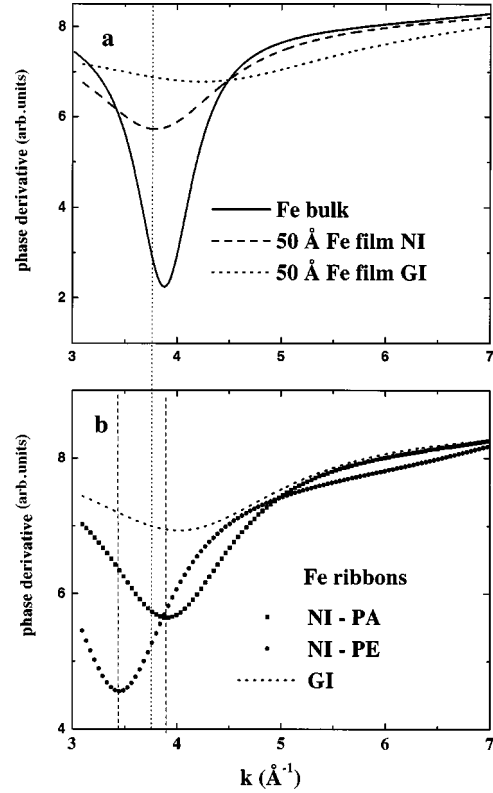 a
phase derivative (arb.units)
8
6
4
2
Fe bulk
50 Å Fe film NI
50 Å Fe film GI
3 4 5 6 7
b
phase derivative (arb.units)
8
6
4
Fe ribbons
NI - PA
NI - PE
GI
3 4 5 6 7
k (Å⁻¹)